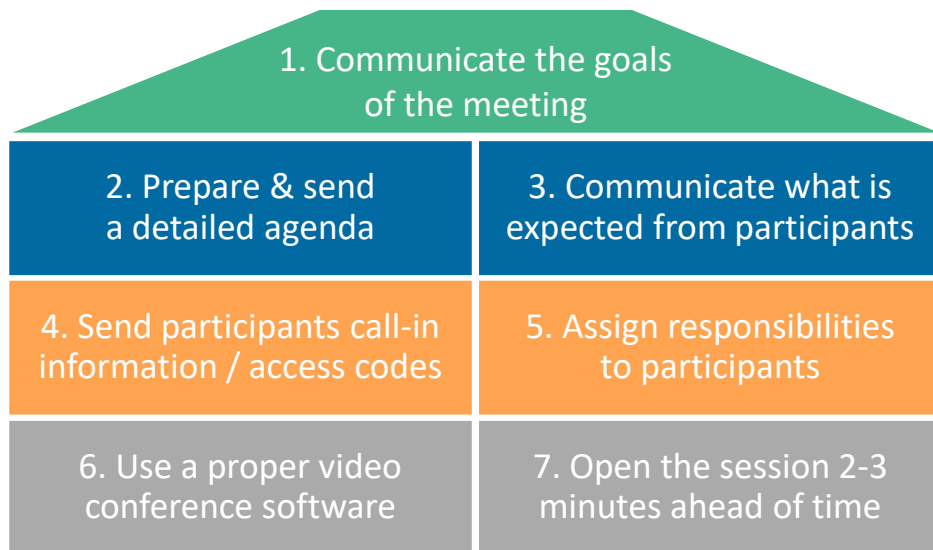 1. Communicate the goals
of the meeting
2. Prepare & send
a detailed agenda
3. Communicate what is
expected from participants
4. Send participants call-in
information / access codes
5. Assign responsibilities
to participants
6. Use a proper video
conference software
7. Open the session 2-3
minutes ahead of time